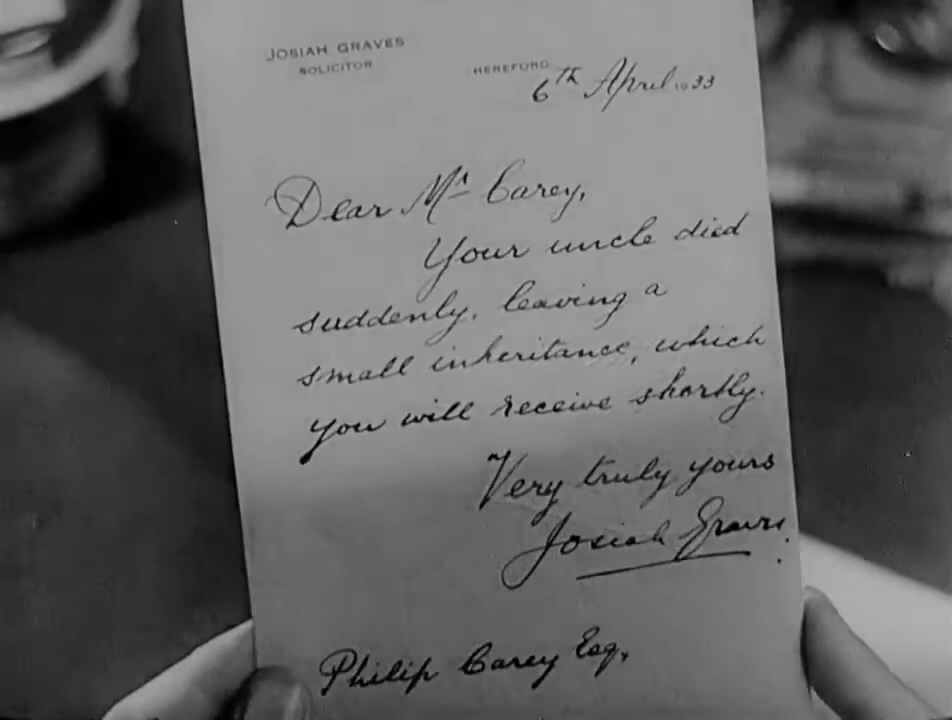 JOSIAH GRAVES
SOLICITOR
HEREFORD
6th April 1933
Dear Mr Carey,
Your uncle died
suddenly, leaving a
small inheritance, which
you will receive shortly.
Very truly yours
Josiah Graves.
Philip Carey Esq,